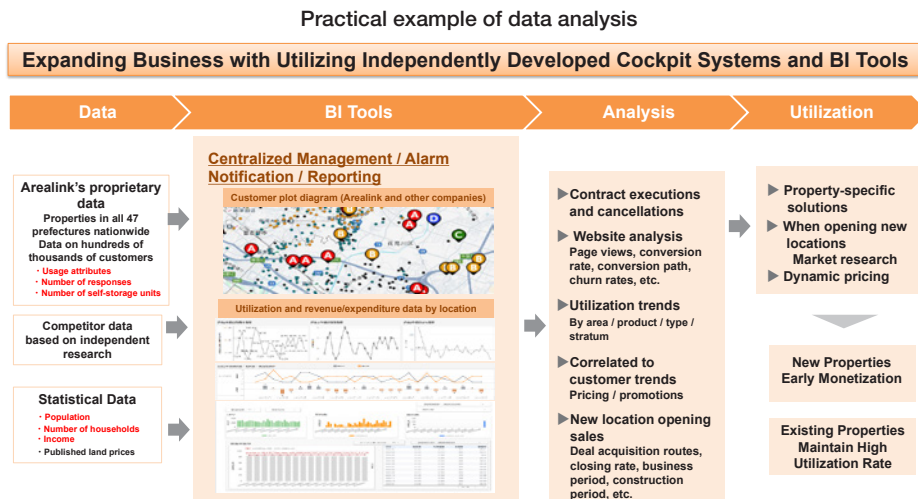 Practical example of data analysis
Expanding Business with Utilizing Independently Developed Cockpit Systems and BI Tools
Data
BI Tools
Analysis
Utilization
Arealink's proprietary
data
Properties in all 47
prefectures nationwide
Data on hundreds of
thousands of customers
・Usage attributes
・Number of responses
・Number of self-storage units
Competitor data
based on independent
research
Statistical Data
・Population
・Number of households
・Income
・Published land prices
Centralized Management / Alarm
Notification / Reporting
Customer plot diagram (Arealink and other companies)
A
B
D
C
A
A
A
A
B
B
B
B
A
Utilization and revenue/expenditure data by location
▶Contract executions
and cancellations
▶ Website analysis
Page views, conversion
rate, conversion path,
churn rates, etc.
▶Utilization trends
By area / product / type /
stratum
▶Correlated to
customer trends
Pricing / promotions
▶New location opening
sales
Deal acquisition routes,
closing rate, business
period, construction
period, etc.
▶ Property-specific
solutions
▶ When opening new
locations
Market research
▶ Dynamic pricing
New Properties
Early Monetization
Existing Properties
Maintain High
Utilization Rate